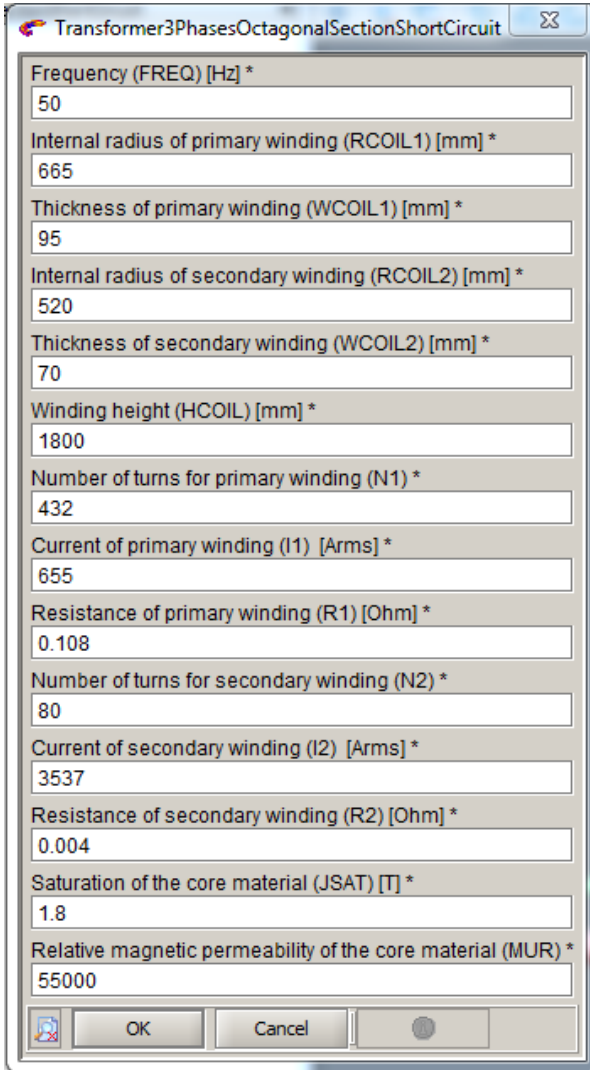 Transformer3PhasesOctagonalSectionShortCircuit
Frequency (FREQ) [Hz] *
50
Internal radius of primary winding (RCOIL1) [mm] *
665
Thickness of primary winding (WCOIL1) [mm] *
95
Internal radius of secondary winding (RCOIL2) [mm] *
520
Thickness of secondary winding (WCOIL2) [mm] *
70
Winding height (HCOIL) [mm] *
1800
Number of turns for primary winding (N1) *
432
Current of primary winding (I1)  [Arms] *
655
Resistance of primary winding (R1) [Ohm] *
0.108
Number of turns for secondary winding (N2) *
80
Current of secondary winding (I2)  [Arms] *
3537
Resistance of secondary winding (R2) [Ohm] *
0.004
Saturation of the core material (JSAT) [T] *
1.8
Relative magnetic permeability of the core material (MUR) *
55000
OK Cancel